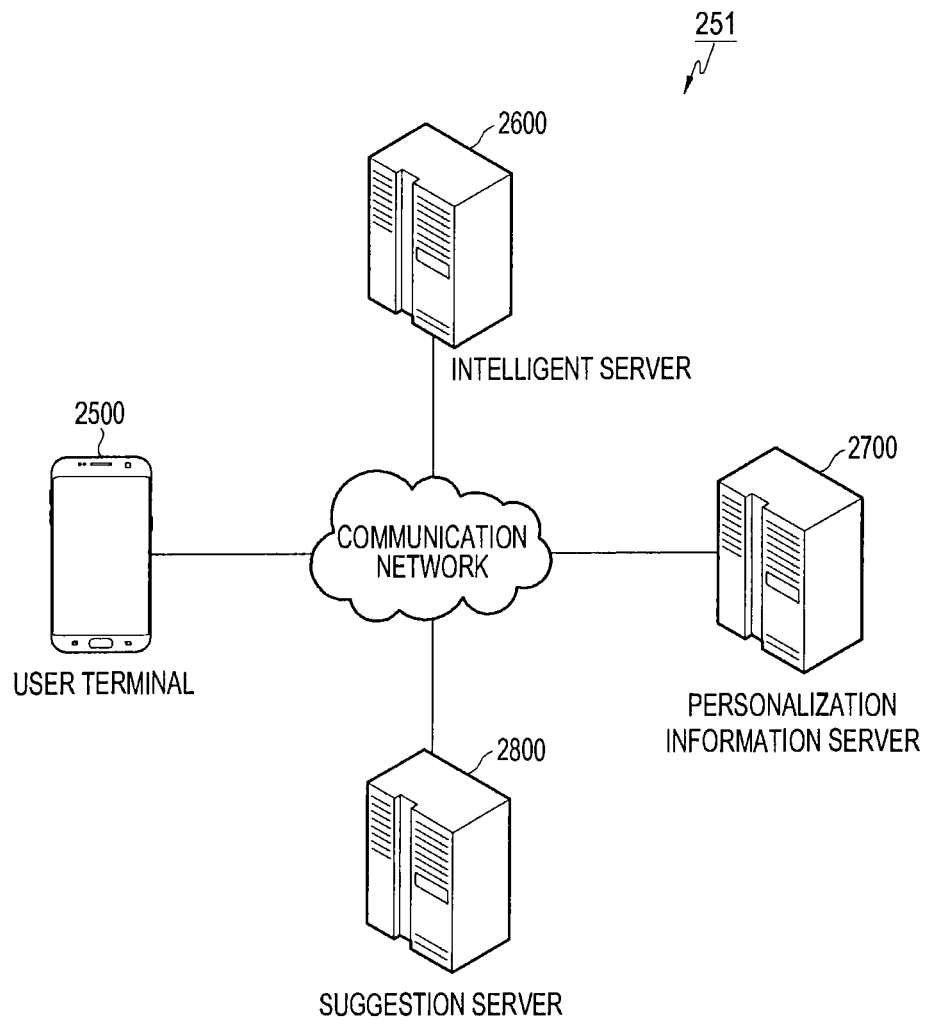 251
2600
INTELLIGENT SERVER
2500
2700
COMMUNICATION
NETWORK
USER TERMINAL
PERSONALIZATION
INFORMATION SERVER
2800
SUGGESTION SERVER